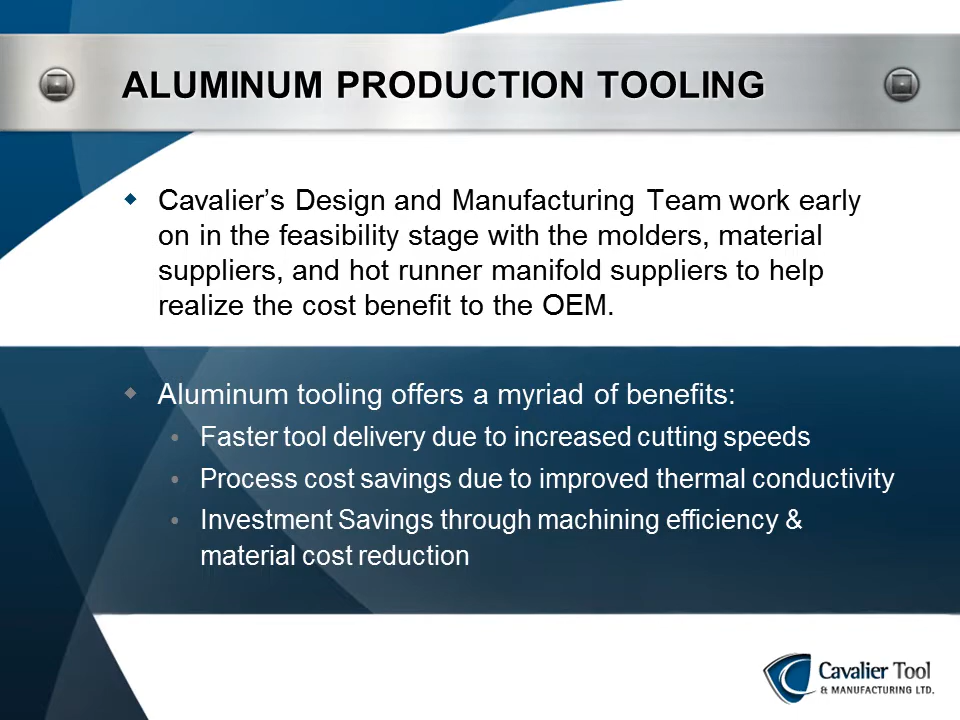 ALUMINUM PRODUCTION TOOLING
Cavalier’s Design and Manufacturing Team work early
on in the feasibility stage with the molders, material
suppliers, and hot runner manifold suppliers to help
realize the cost benefit to the OEM.
Aluminum tooling offers a myriad of benefits:
Faster tool delivery due to increased cutting speeds
Process cost savings due to improved thermal conductivity
Investment Savings through machining efficiency &
material cost reduction
Cavalier Tool
& MANUFACTURING LTD.